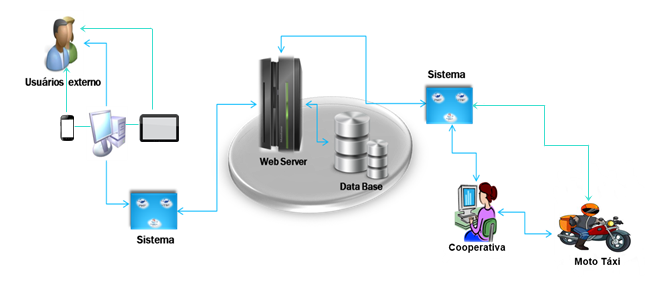 Usuários externo
Sistema
Web Server
Data Base
Sistema
Cooperativa
Moto Táxi